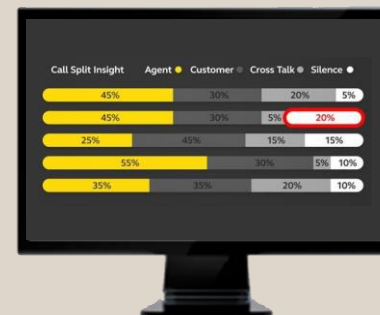 Call Split Insight Agent Customer Cross Talk Silence
45% 30% 20% 5%
45% 30% 5% 20%
25% 45% 15% 15%
55% 30% 5% 10%
35% 35% 20% 10%